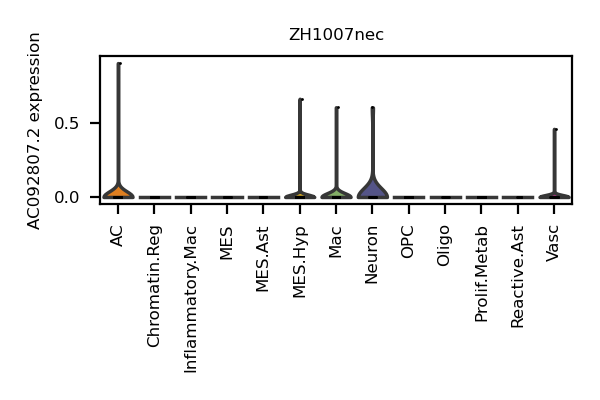 ZH1007nec
AC092807.2 expression
0.5
0.0
AC
Chromatin.Reg
Inflammatory.Mac
MES
MES.Ast
MES.Hyp
Mac
Neuron
OPC
Oligo
Prolif.Metab
Reactive.Ast
Vasc